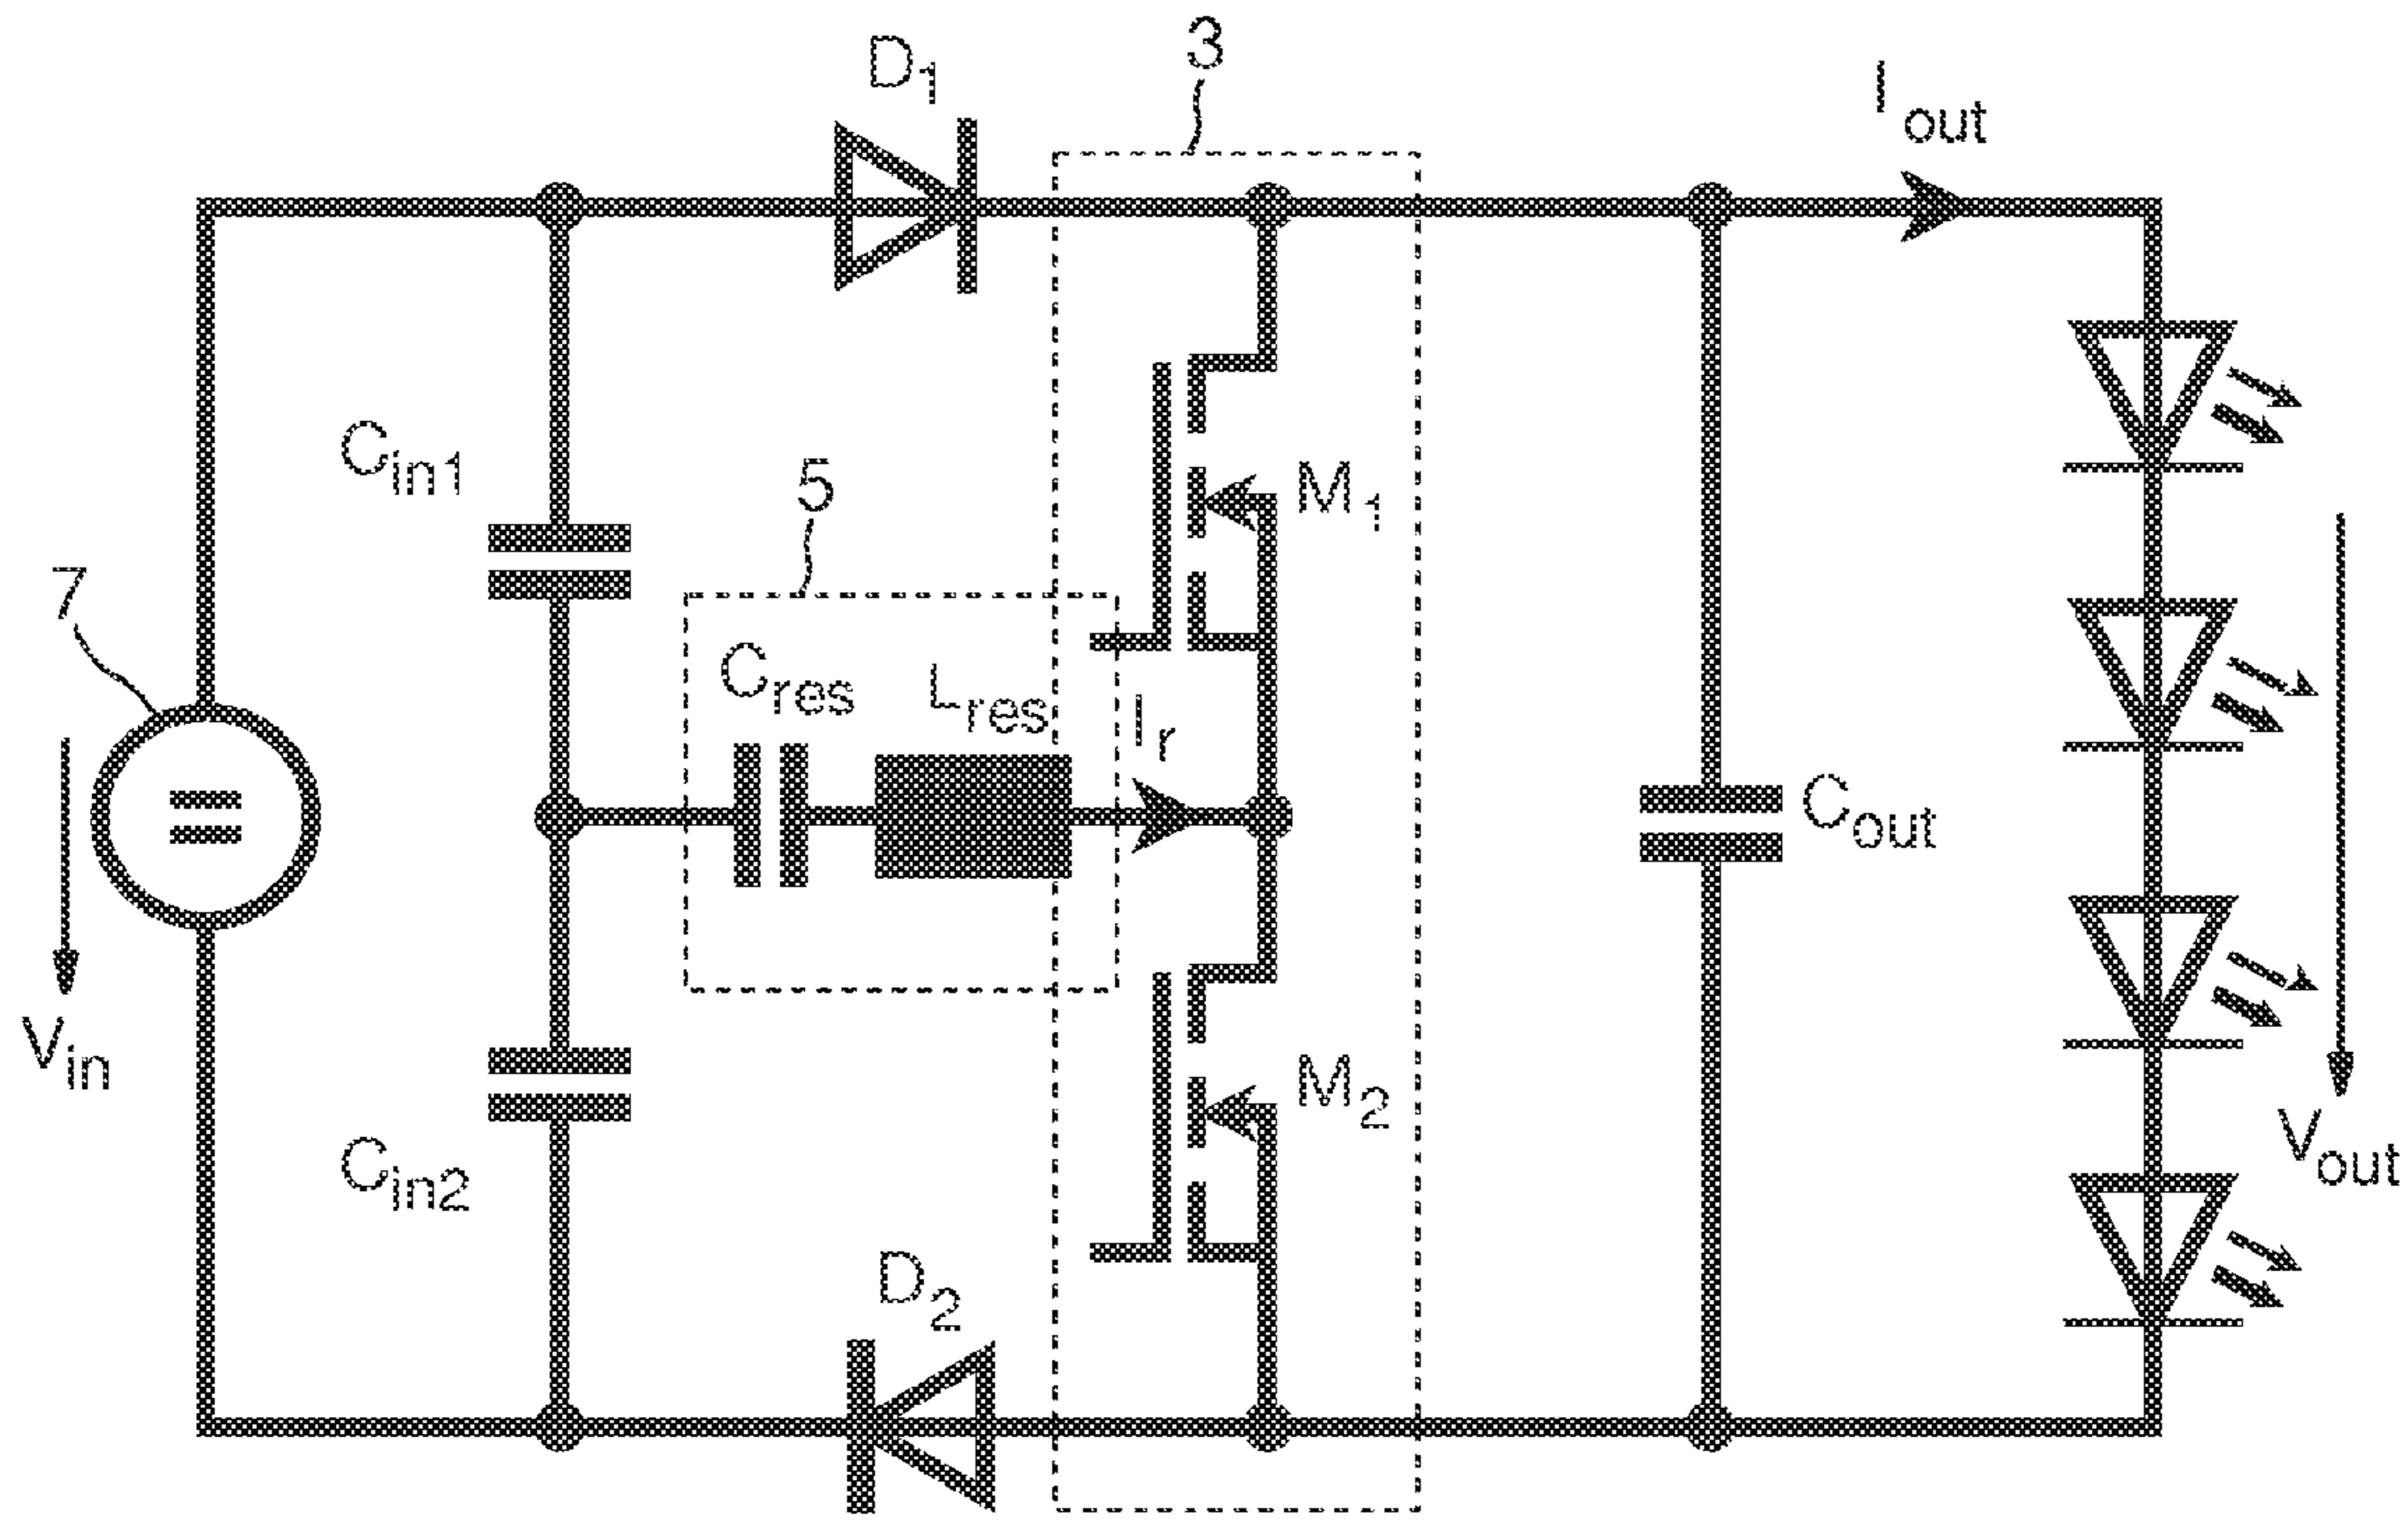 3
D1
Iout
Cin1
M1
5
7
Cres
Lres
Ir
Cout
Vin
M2
Vout
Cin2
D2